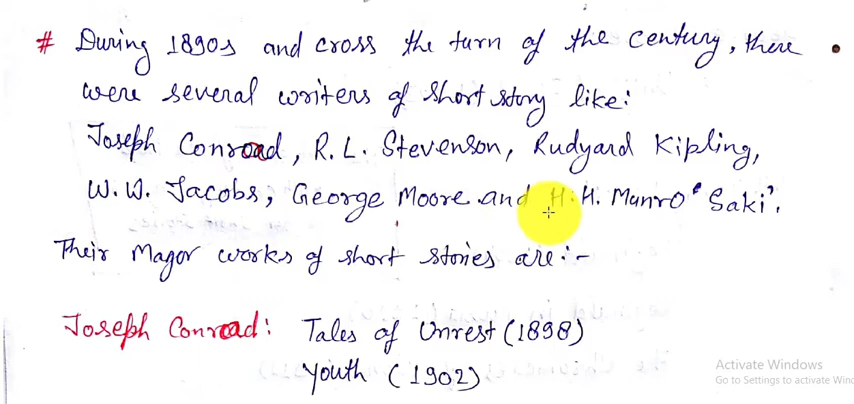 # During 1890s and cross the turn of the century, there
were several writers of short story like:
Joseph Conroad, R. L. Stevenson, Rudyard Kipling,
W. W. Jacobs, George Moore and H. H. Munro "Saki".
Their Magor works of short stories are:-
Joseph Conroad: Tales of Unrest (1898)
Youth (1902)
Activate Windows
Go to Settings to activate Winc